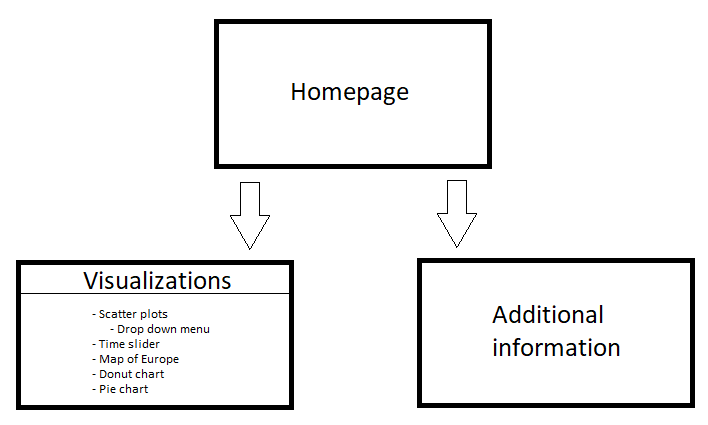 Homepage
Visualizations
- Scatter plots
- Drop down menu
- Time slider
- Map of Europe
- Donut chart
- Pie chart
Additional
information